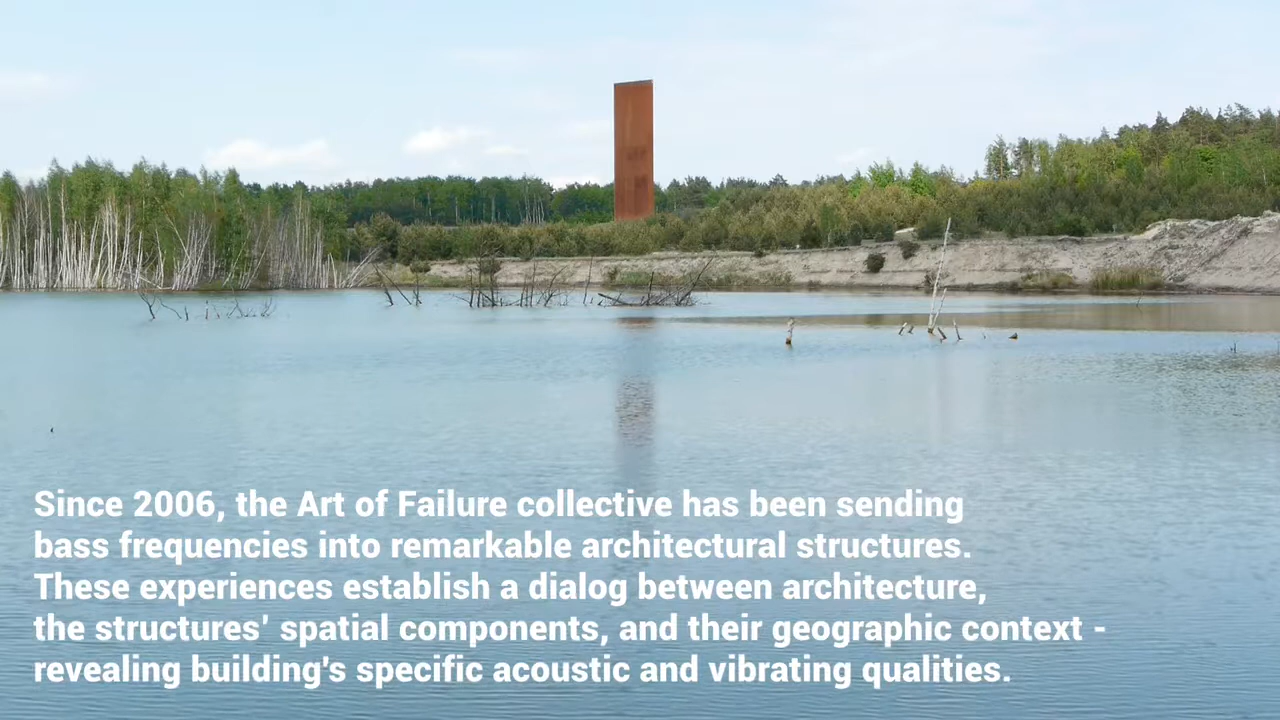 Since 2006, the Art of Failure collective has been sending
bass frequencies into remarkable architectural structures.
These experiences establish a dialog between architecture,
the structures' spatial components, and their geographic context -
revealing building's specific acoustic and vibrating qualities.